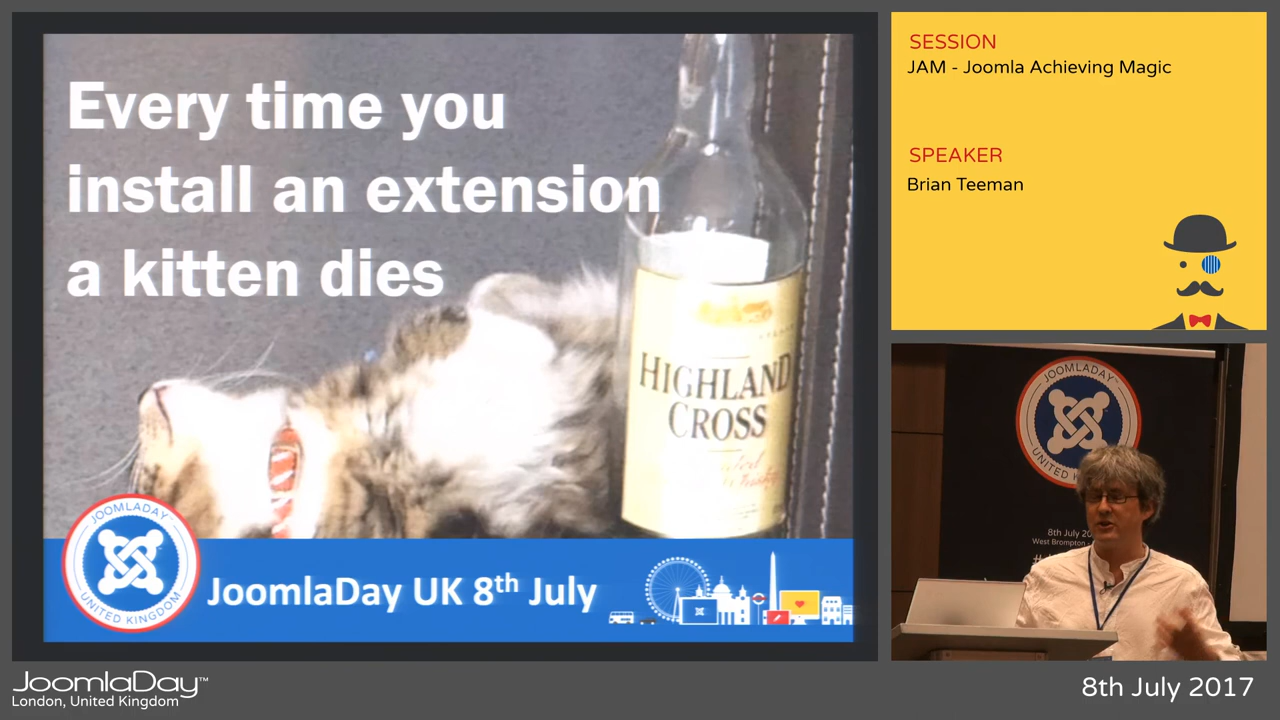 Every time you
install an extension
a kitten dies
HIGHLAND
CROSS
JOOMLADAY™
UNITED KINGDOM
JoomlaDay UK 8th July
SESSION
JAM - Joomla Achieving Magic
SPEAKER
Brian Teeman
JOOMLADAY
UNITED
8th July 20
West Brompton
JoomlaDay™
London, United Kingdom
8th July 2017